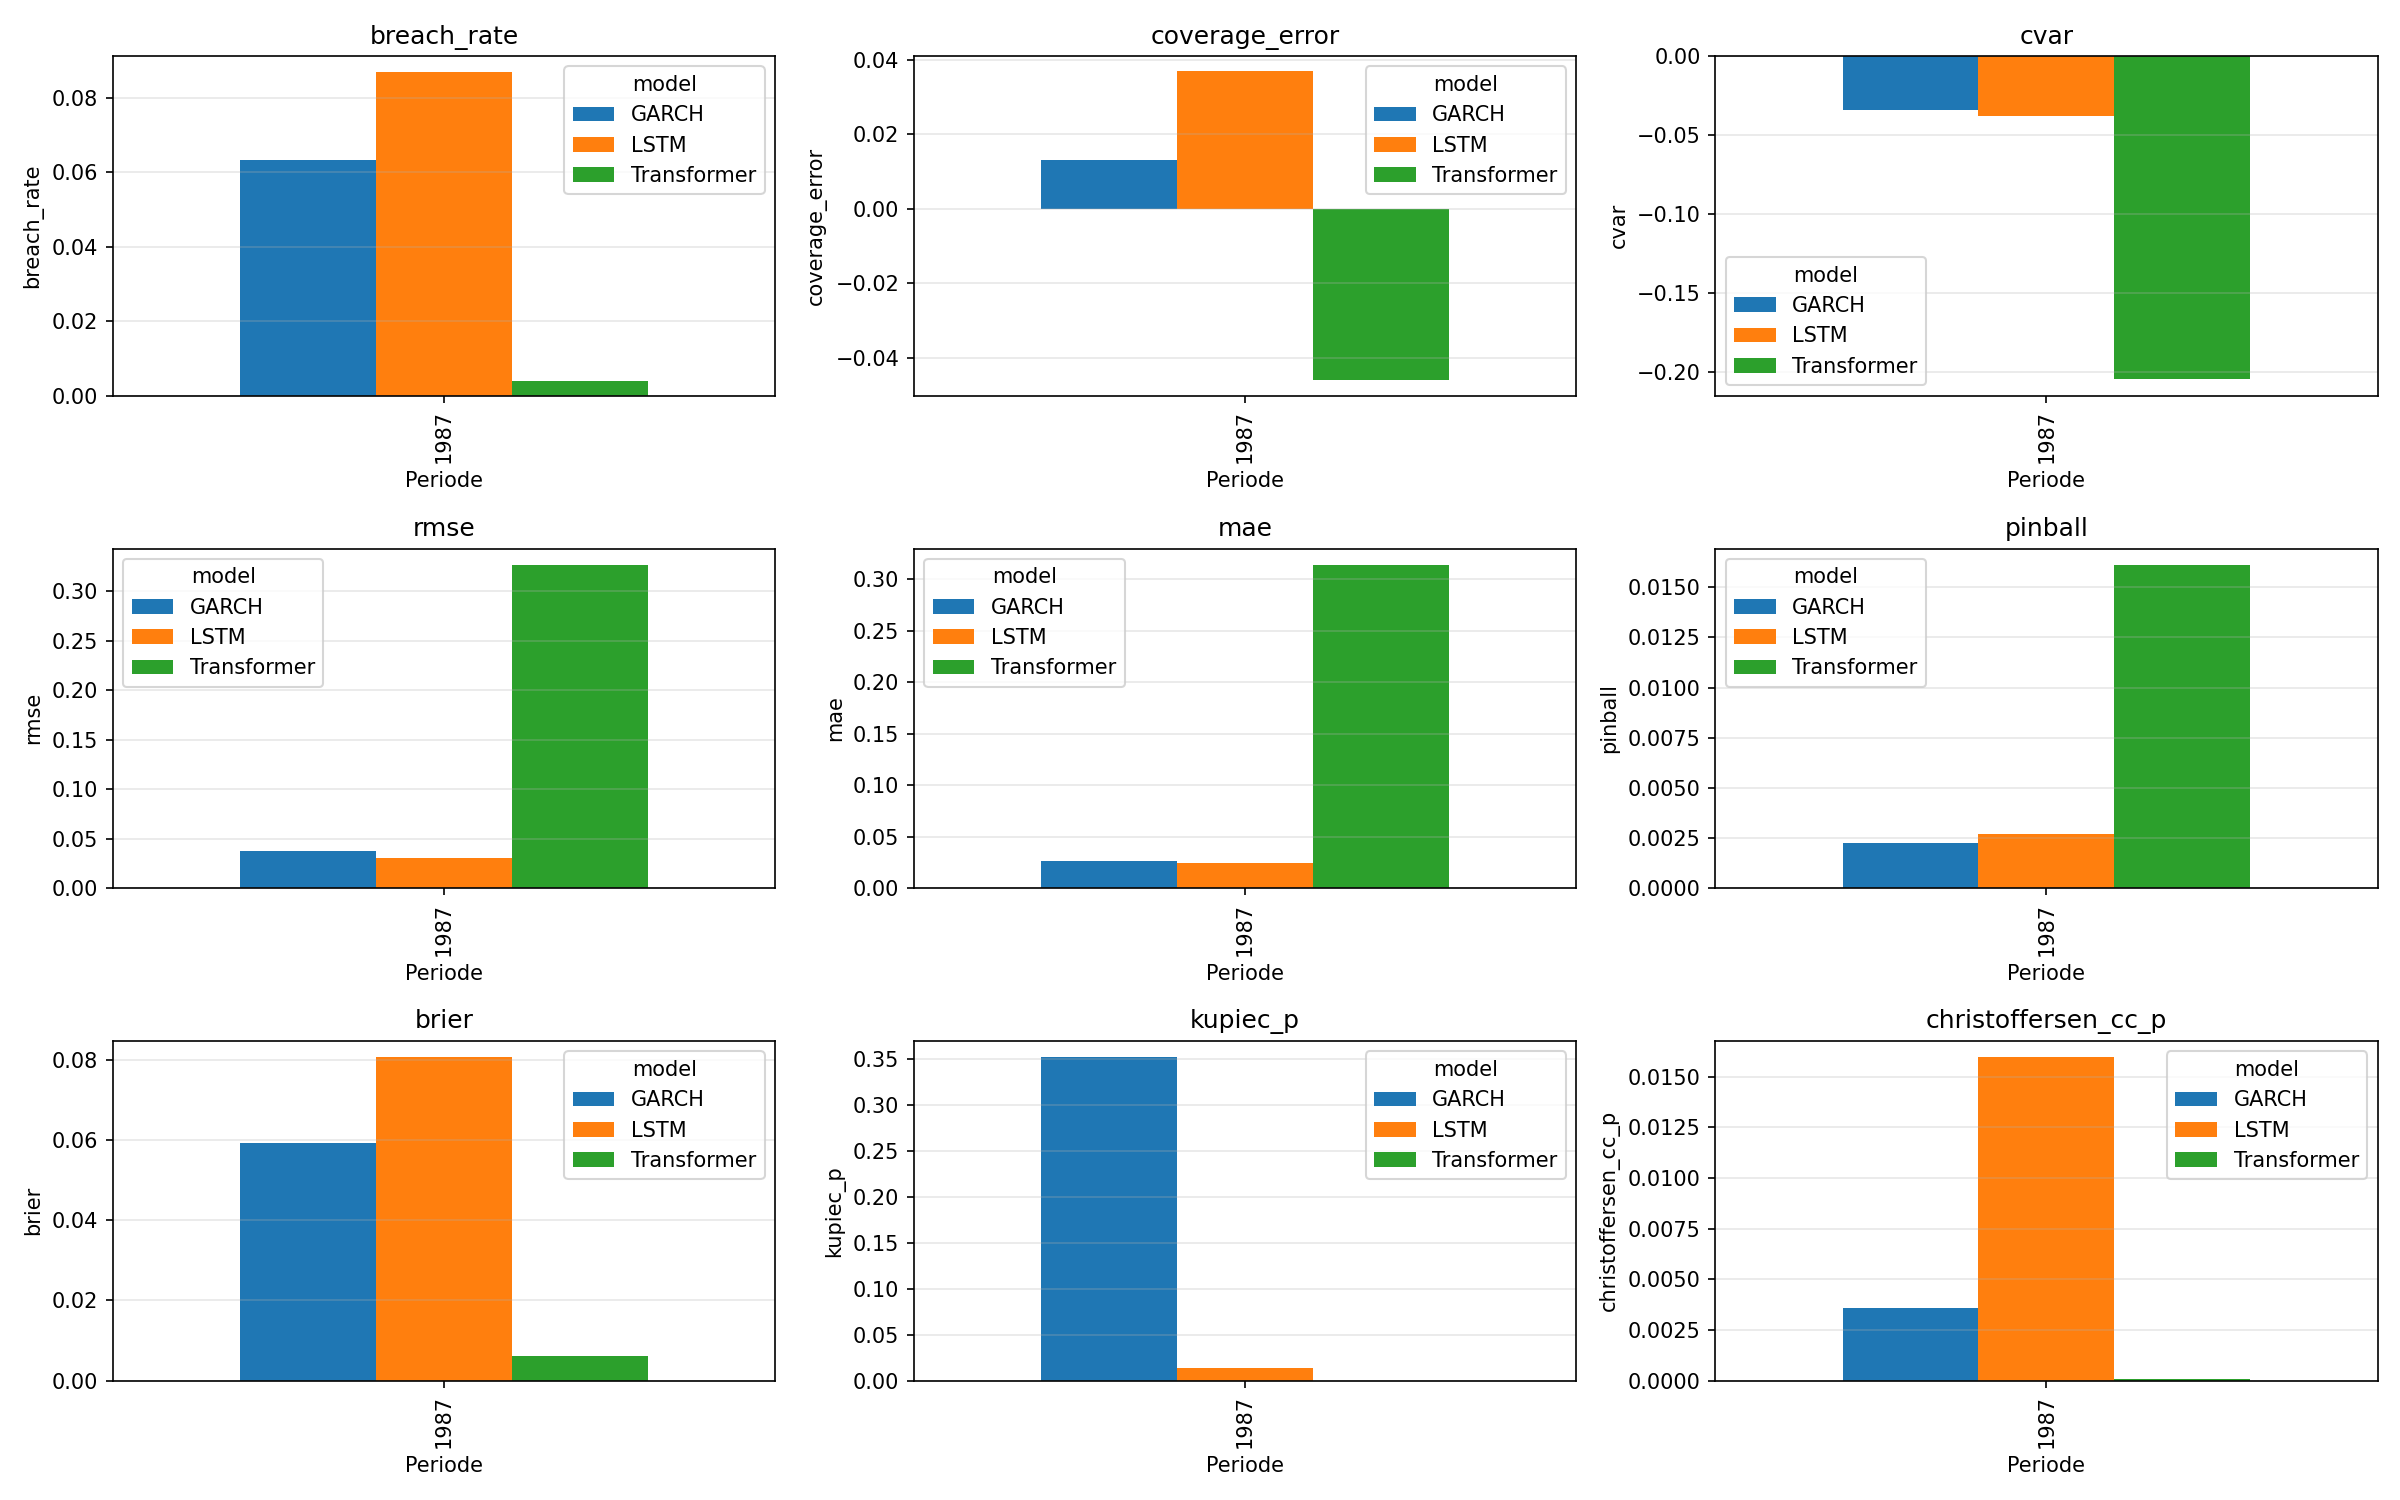 breach_rate
breach_rate
0.08
0.06
0.04
0.02
0.00
model
GARCH
LSTM
Transformer
1987
Periode
coverage_error
coverage_error
0.04
0.02
0.00
−0.02
−0.04
model
GARCH
LSTM
Transformer
1987
Periode
cvar
cvar
0.00
−0.05
−0.10
−0.15
−0.20
model
GARCH
LSTM
Transformer
1987
Periode
rmse
rmse
0.30
0.25
0.20
0.15
0.10
0.05
0.00
model
GARCH
LSTM
Transformer
1987
Periode
mae
mae
0.30
0.25
0.20
0.15
0.10
0.05
0.00
model
GARCH
LSTM
Transformer
1987
Periode
pinball
pinball
0.0150
0.0125
0.0100
0.0075
0.0050
0.0025
0.0000
model
GARCH
LSTM
Transformer
1987
Periode
brier
brier
0.08
0.06
0.04
0.02
0.00
model
GARCH
LSTM
Transformer
1987
Periode
kupiec_p
kupiec_p
0.35
0.30
0.25
0.20
0.15
0.10
0.05
0.00
model
GARCH
LSTM
Transformer
1987
Periode
christoffersen_cc_p
christoffersen_cc_p
0.0150
0.0125
0.0100
0.0075
0.0050
0.0025
0.0000
model
GARCH
LSTM
Transformer
1987
Periode